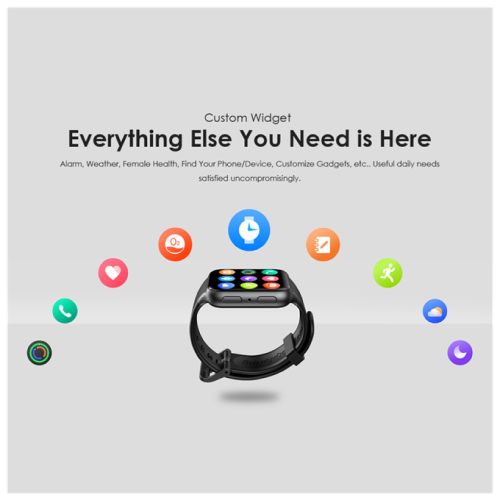 Custom Widget
Everything Else You Need is Here
Alarm, Weather, Female Health, Find Your Phone/Device, Customize Gadgets, etc.. Useful daily needs
satisfied uncompromisingly.
O₂